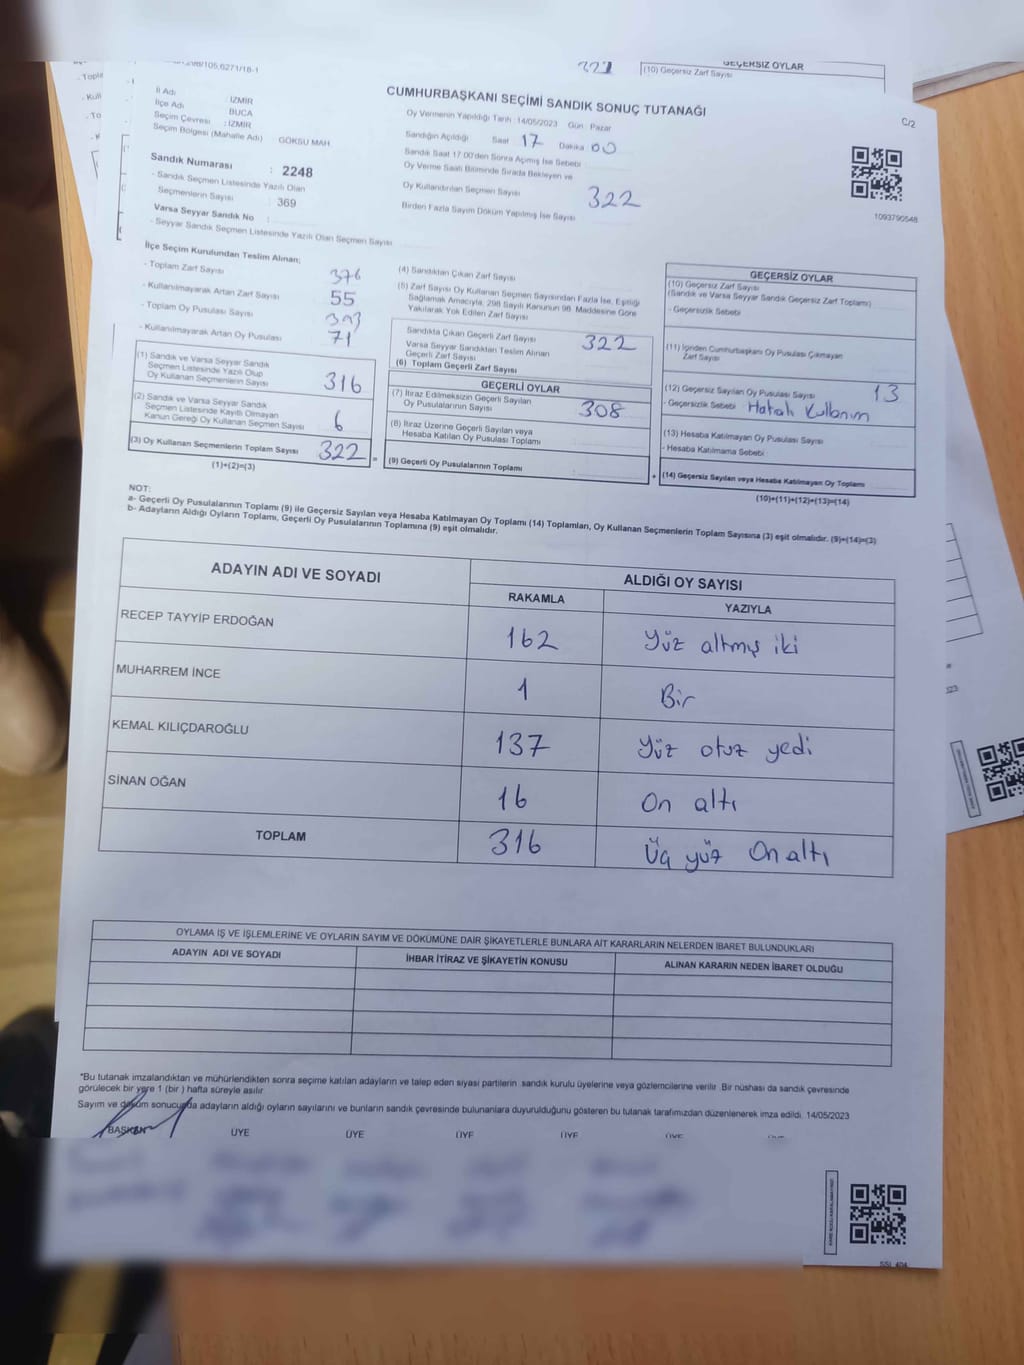 298/105,6271/18-1
GEÇERSİZ OYLAR
(10) Geçersiz Zarf Sayısı
CUMHURBAŞKANI SEÇİMİ SANDIK SONUÇ TUTANAĞI
C/2
İl Adı : İZMİR
İlçe Adı : BUCA
Seçim Çevresi : İZMİR
Seçim Bölgesi (Mahalle Adı) : GÖKSU MAH.
Oy Vermenin Yapıldığı Tarih : 14/05/2023 Gün : Pazar
Sandığın Açıldığı Saat 17 Dakika 00
Sandık Saat 17.00'den Sonra Açılmış İse Sebebi
Oy Verme Saati Bitiminde Sırada Bekleyen ve
Oy Kullandırılan Seçmen Sayısı 322
Birden Fazla Sayım Döküm Yapılmış İse Sayısı
1093790548
Sandık Numarası : 2248
- Sandık Seçmen Listesinde Yazılı Olan
Seçmenlerin Sayısı : 369
Varsa Seyyar Sandık No :
- Seyyar Sandık Seçmen Listesinde Yazılı Olan Seçmen Sayısı
İlçe Seçim Kurulundan Teslim Alınan;
- Toplam Zarf Sayısı 376
- Kullanılmayarak Artan Zarf Sayısı 55
- Toplam Oy Pusulası Sayısı
- Kullanılmayarak Artan Oy Pusulası 71
(1) Sandık ve Varsa Seyyar Sandık
Seçmen Listesinde Yazılı Olup
Oy Kullanan Seçmenlerin Sayısı 316
(2) Sandık ve Varsa Seyyar Sandık
Seçmen Listesinde Kayıtlı Olmayan
Kanun Gereği Oy Kullanan Seçmen Sayısı 6
(3) Oy Kullanan Seçmenlerin Toplam Sayısı 322
(1)+(2)=(3)
(4) Sandıktan Çıkan Zarf Sayısı
(5) Zarf Sayısı Oy Kullanan Seçmen Sayısından Fazla İse, Eşitliği
Sağlamak Amacıyla, 298 Sayılı Kanunun 98. Maddesine Göre
Yakılarak Yok Edilen Zarf Sayısı
Sandıkta Çıkan Geçerli Zarf Sayısı 322
Varsa Seyyar Sandıktan Teslim Alınan
Geçerli Zarf Sayısı
(6) Toplam Geçerli Zarf Sayısı
GEÇERLİ OYLAR
(7) İtiraz Edilmeksizin Geçerli Sayılan
Oy Pusulalarının Sayısı 308
(8) İtiraz Üzerine Geçerli Sayılan veya
Hesaba Katılan Oy Pusulası Toplamı
(9) Geçerli Oy Pusulalarının Toplamı
GEÇERSİZ OYLAR
(10) Geçersiz Zarf Sayısı
(Sandık ve Varsa Seyyar Sandık Geçersiz Zarf Toplamı)
- Geçersizlik Sebebi
(11) İçinden Cumhurbaşkanı Oy Pusulası Çıkmayan
Zarf Sayısı
(12) Geçersiz Sayılan Oy Pusulası Sayısı 13
- Geçersizlik Sebebi Hatalı Kullanım
(13) Hesaba Katılmayan Oy Pusulası Sayısı
- Hesaba Katılmama Sebebi
(14) Geçersiz Sayılan veya Hesaba Katılmayan Oy Toplamı
(10)+(11)+(12)+(13)=(14)
NOT:
a- Geçerli Oy Pusulalarının Toplamı (9) ile Geçersiz Sayılan veya Hesaba Katılmayan Oy Toplamı (14) Toplamları, Oy Kullanan Seçmenlerin Toplam Sayısına (3) eşit olmalıdır. (9)+(14)=(3)
b- Adayların Aldığı Oyların Toplamı, Geçerli Oy Pusulalarının Toplamına (9) eşit olmalıdır.
ADAYIN ADI VE SOYADI ALDIĞI OY SAYISI
RAKAMLA YAZIYLA
RECEP TAYYİP ERDOĞAN 162 Yüz altmış iki
MUHARREM İNCE 1 Bir
KEMAL KILIÇDAROĞLU 137 Yüz otuz yedi
SİNAN OĞAN 16 On altı
TOPLAM 316 Üç yüz On altı
OYLAMA İŞ VE İŞLEMLERİNE VE OYLARIN SAYIM VE DÖKÜMÜNE DAİR ŞİKAYETLERLE BUNLARA AİT KARARLARIN NELERDEN İBARET BULUNDUKLARI
ADAYIN ADI VE SOYADI İHBAR İTİRAZ VE ŞİKAYETİN KONUSU ALINAN KARARIN NEDEN İBARET OLDUĞU
*Bu tutanak imzalandıktan ve mühürlendikten sonra seçime katılan adayların ve talep eden siyasi partilerin sandık kurulu üyelerine veya gözlemcilerine verilir. Bir nüshası da sandık çevresinde
görülecek bir yere 1 (bir) hafta süreyle asılır.
Sayım ve döküm sonucunda adayların aldığı oyların sayılarını ve bunların sandık çevresinde bulunanlara duyurulduğunu gösteren bu tutanak tarafımızdan düzenlenerek imza edildi. 14/05/2023
BAŞKAN ÜYE ÜYE ÜYE ÜYE ÜYE